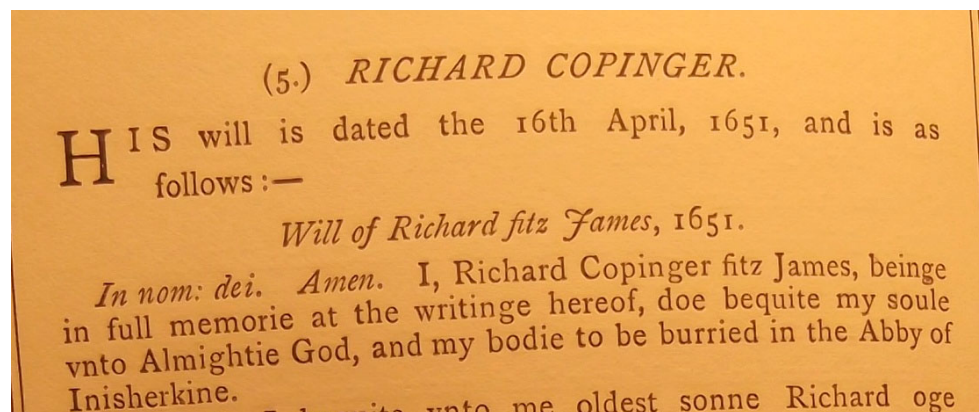 (5.) RICHARD COPINGER.
HIS will is dated the 16th April, 1651, and is as
follows :—
Will of Richard fitz James, 1651.
In nom: dei. Amen. I, Richard Copinger fitz James, beinge
in full memorie at the writinge hereof, doe bequite my soule
vnto Almightie God, and my bodie to be burried in the Abby of
Inisherkine.
vnto me oldest sonne Richard oge